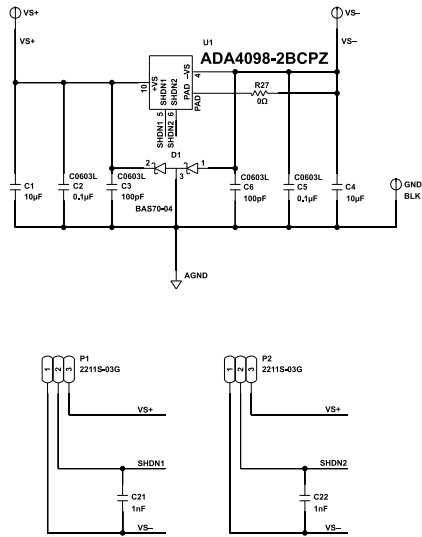 VS+
VS–
VS+
U1
VS–
ADA4098-2BCPZ
10
+VS
SHDN1
SHDN2
–VS
PAD
4
PAD
R27
0Ω
5
6
SHDN1
SHDN2
D1
2
3
1
BAS70-04
C1
10µF
C0603L
C2
0.1µF
C0603L
C3
100pF
C0603L
C6
100pF
C0603L
C5
0.1µF
C4
10µF
GND
BLK
AGND
P1
2211S-03G
1
2
3
VS+
SHDN1
C21
1nF
VS–
P2
2211S-03G
1
2
3
VS+
SHDN2
C22
1nF
VS–